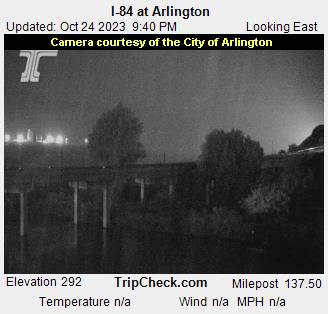 I-84 at Arlington
Updated: Oct 24 2023 9:40 PM Looking East
Camera courtesy of the City of Arlington
Elevation 292 TripCheck.com Milepost 137.50
Temperature n/a Wind n/a MPH n/a